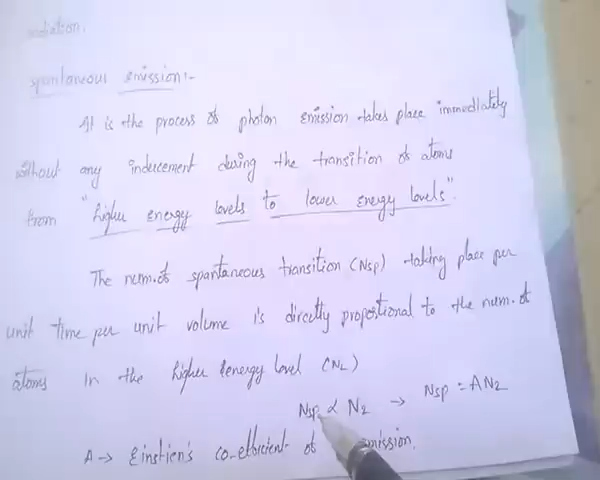 radiation.
spontaneous emission:-
It is the process of photon emission takes place immediately
without any inducement during the transition of atoms
from "higher energy levels to lower energy levels".
The num.of spontaneous transition (Nsp) taking place per
unit time per unit volume is directly propotional to the num.of
atoms in the higher energy level (N2)
Nsp ∝ N2 → Nsp = AN2
A → Einstien's co-efficient of emission.